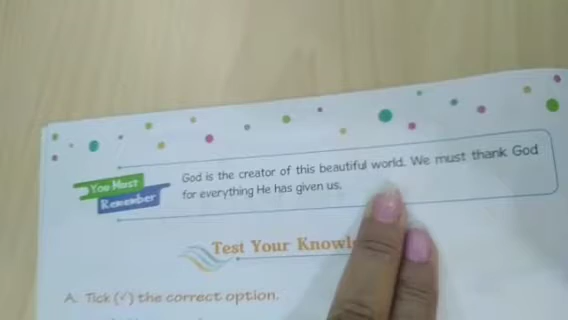 You Must
Remember
God is the creator of this beautiful world. We must thank God
for everything He has given us.
Test Your
A. Tick (✓) the correct option.